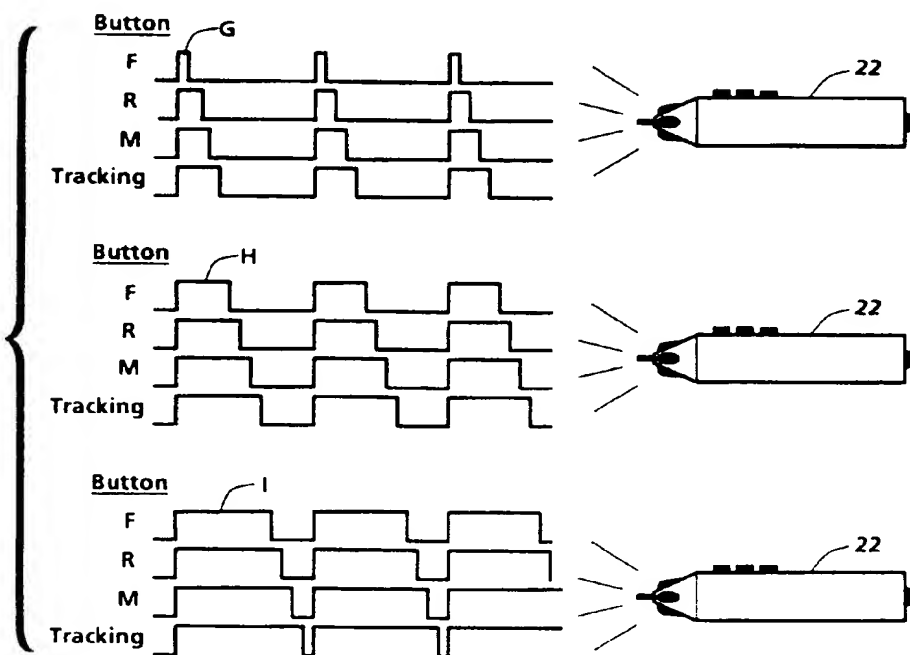 Button
G
F
22
R
M
Tracking
Button
H
F
22
R
M
Tracking
Button
I
F
22
R
M
Tracking